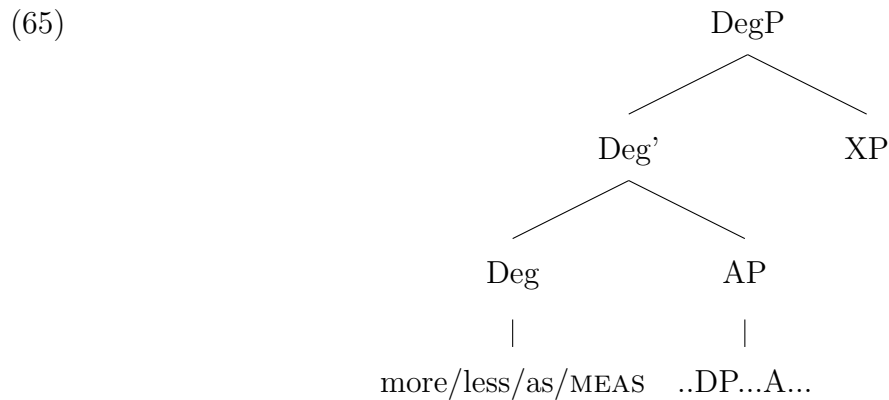 (65) DegP
Deg’ XP
Deg AP
more/less/as/MEAS ..DP...A...